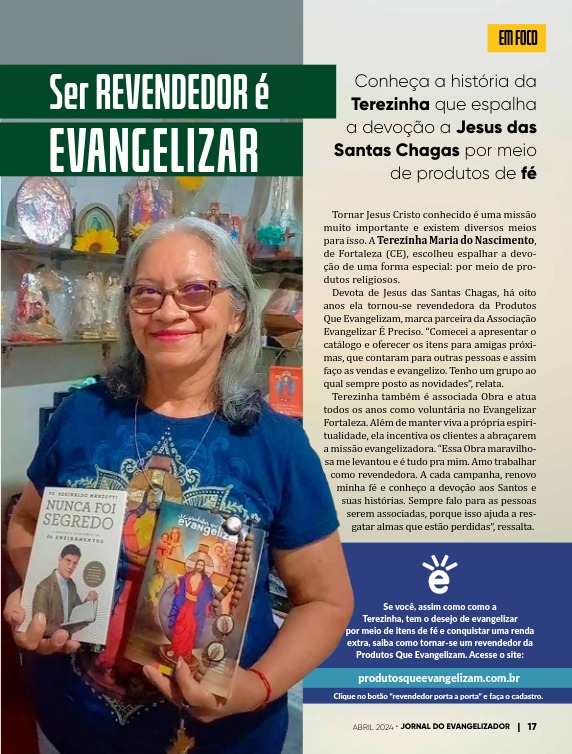 EM FOCO
Ser REVENDEDOR é
EVANGELIZAR
Conheça a história da
Terezinha que espalha
a devoção a Jesus das
Santas Chagas por meio
de produtos de fé
Tornar Jesus Cristo conhecido é uma missão
muito importante e existem diversos meios
para isso. A Terezinha Maria do Nascimento,
de Fortaleza (CE), escolheu espalhar a devo-
ção de uma forma especial: por meio de pro-
dutos religiosos.
Devota de Jesus das Santas Chagas, há oito
anos ela tornou-se revendedora da Produtos
Que Evangelizam, marca parceira da Associação
Evangelizar É Preciso. “Comecei a apresentar o
catálogo e oferecer os itens para amigas próxi-
mas, que contaram para outras pessoas e assim
faço as vendas e evangelizo. Tenho um grupo ao
qual sempre posto as novidades”, relata.
Terezinha também é associada Obra e atua
todos os anos como voluntária no Evangelizar
Fortaleza. Além de manter viva a própria espiri-
tualidade, ela incentiva os clientes a abraçarem
a missão evangelizadora. “Essa Obra maravilho-
sa me levantou e é tudo pra mim. Amo trabalhar
como revendedora. A cada campanha, renovo
minha fé e conheço a devoção aos Santos e
suas histórias. Sempre falo para as pessoas
serem associadas, porque isso ajuda a res-
gatar almas que estão perdidas”, ressalta.
PE. REGINALDO MANZOTTI
NUNCA FOI
SEGREDO
60 ENSINAMENTOS
evangelizam
é
Se você, assim como como a
Terezinha, tem o desejo de evangelizar
por meio de itens de fé e conquistar uma renda
extra, saiba como tornar-se um revendedor da
Produtos Que Evangelizam. Acesse o site:
produtosqueevangelizam.com.br
Clique no botão “revendedor porta a porta” e faça o cadastro.
ABRIL 2024 • JORNAL DO EVANGELIZADOR | 17